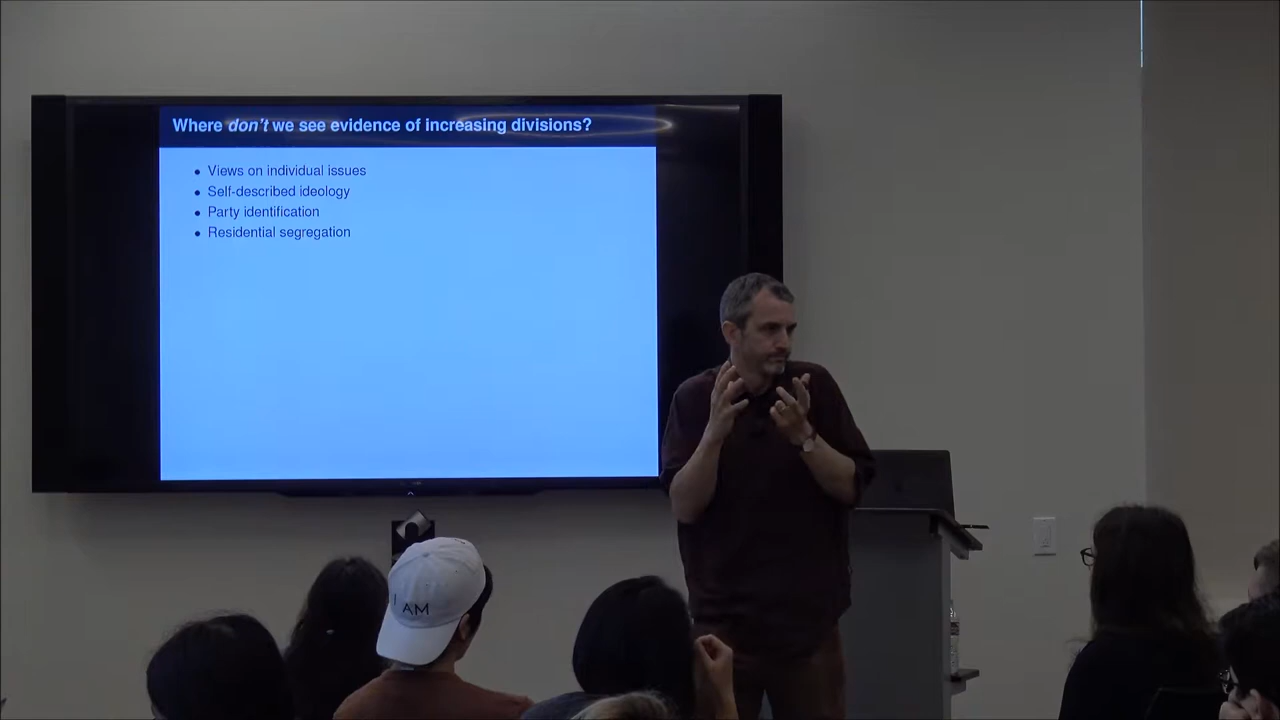 Where don't we see evidence of increasing divisions?
• Views on individual issues
• Self-described ideology
• Party identification
• Residential segregation
I AM